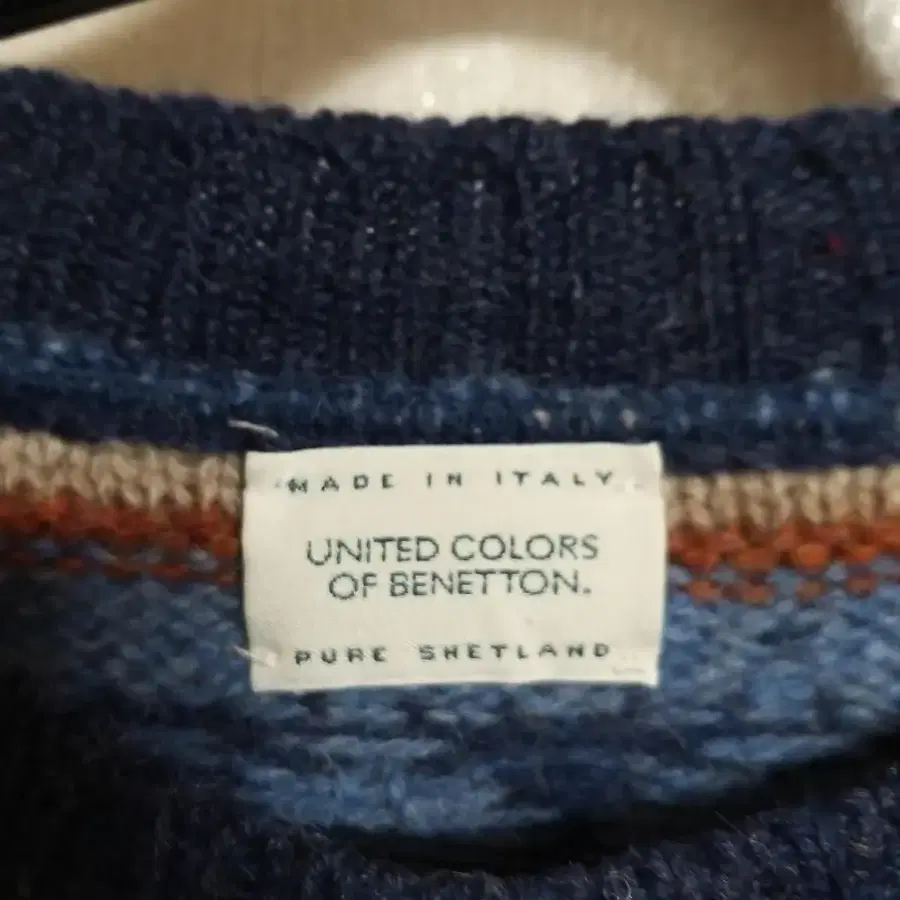 MADE IN ITALY
UNITED COLORS
OF BENETTON.
PURE SHETLAND